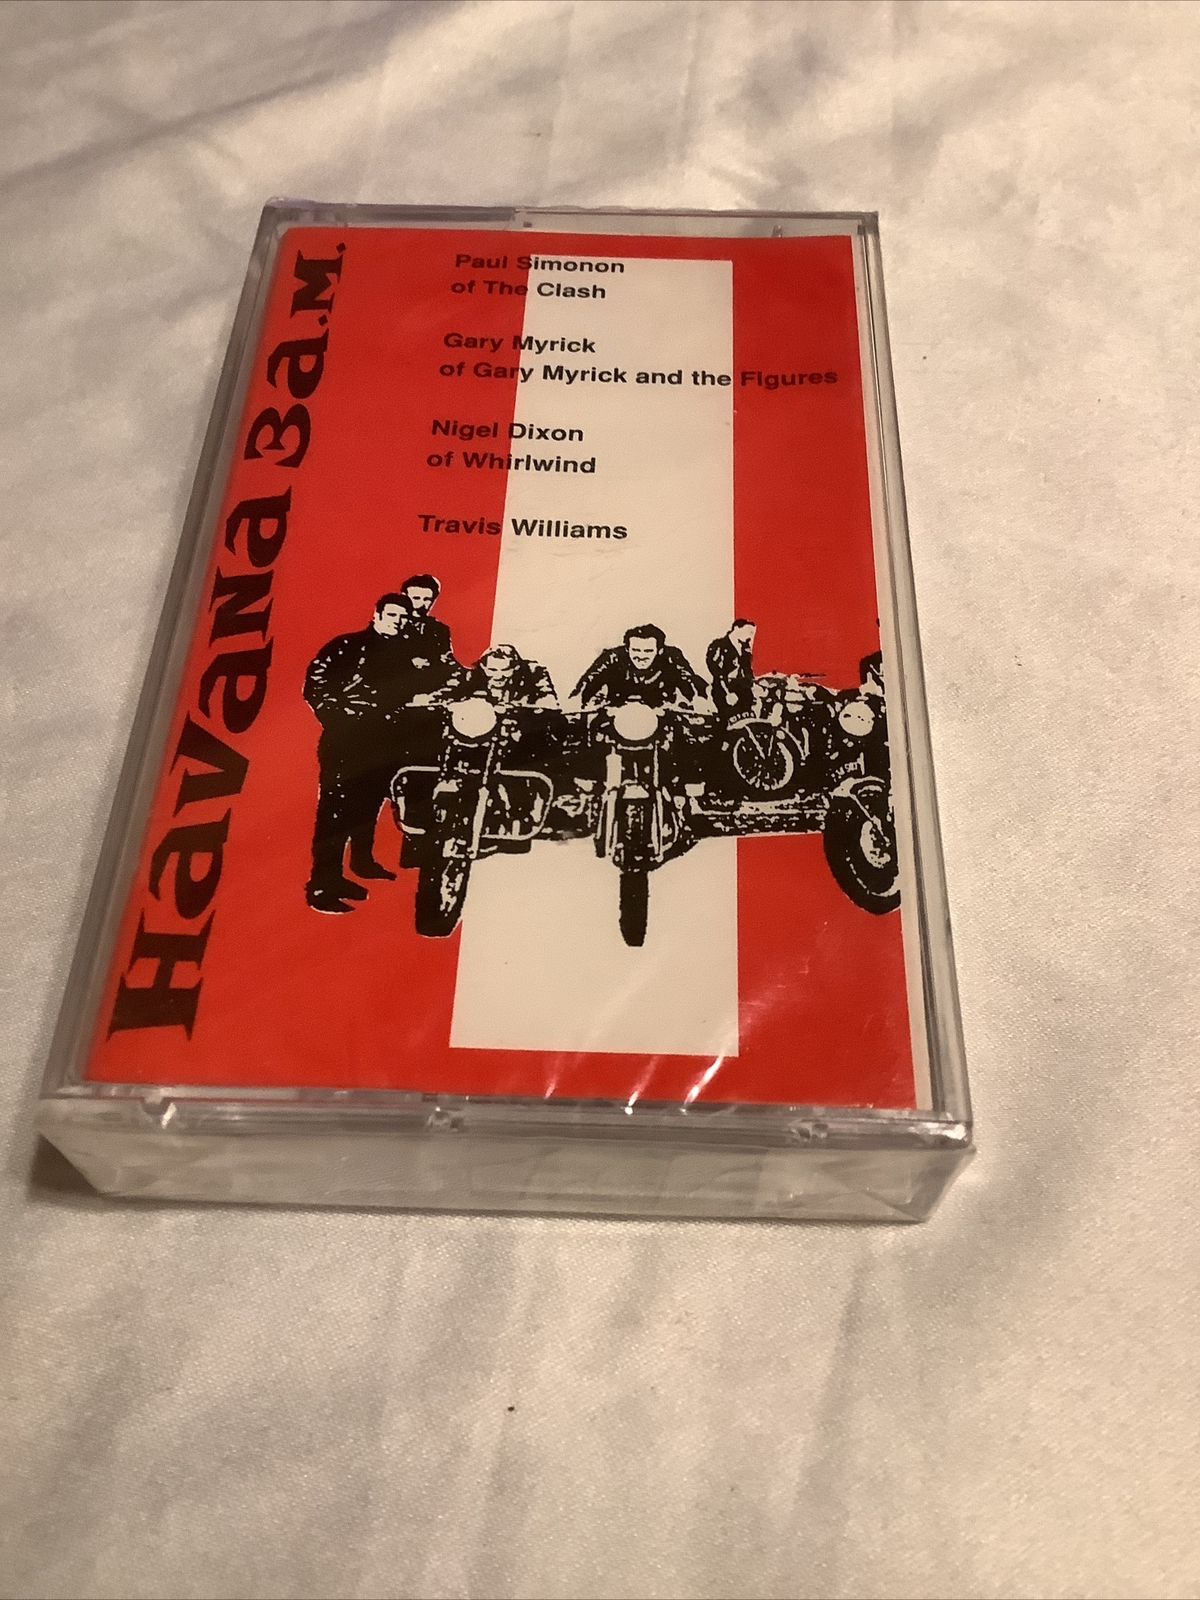 HaVaNa 3a.M.
Paul Simonon
of The Clash
Gary Myrick
of Gary Myrick and the Figures
Nigel Dixon
of Whirlwind
Travis Williams